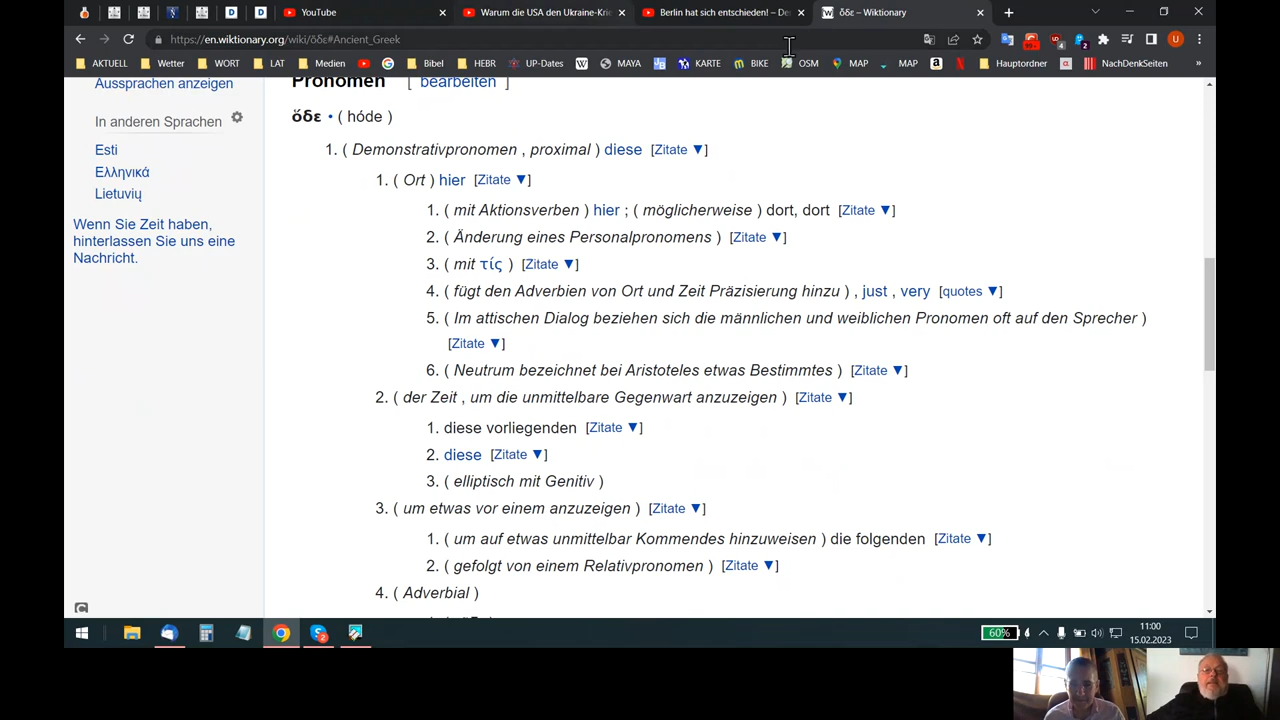 YouTube
Warum die USA den Ukraine-Krie
Berlin hat sich entschieden! – De
ὅδε – Wiktionary
https://en.wiktionary.org/wiki/ὅδε#Ancient_Greek
AKTUELL Wetter WORT LAT Medien Bibel HEBR UP-Dates MAYA KARTE BIKE OSM MAP MAP Hauptordner NachDenkSeiten »
Aussprachen anzeigen
In anderen Sprachen
Esti
Ελληνικά
Lietuvių
Wenn Sie Zeit haben,
hinterlassen Sie uns eine
Nachricht.
Pronomen [ bearbeiten ]
ὅδε • ( hóde )
1. ( Demonstrativpronomen , proximal ) diese [Zitate ▼]
1. ( Ort ) hier [Zitate ▼]
1. ( mit Aktionsverben ) hier ; ( möglicherweise ) dort, dort [Zitate ▼]
2. ( Änderung eines Personalpronomens ) [Zitate ▼]
3. ( mit τίς ) [Zitate ▼]
4. ( fügt den Adverbien von Ort und Zeit Präzisierung hinzu ) , just , very [quotes ▼]
5. ( Im attischen Dialog beziehen sich die männlichen und weiblichen Pronomen oft auf den Sprecher )
[Zitate ▼]
6. ( Neutrum bezeichnet bei Aristoteles etwas Bestimmtes ) [Zitate ▼]
2. ( der Zeit , um die unmittelbare Gegenwart anzuzeigen ) [Zitate ▼]
1. diese vorliegenden [Zitate ▼]
2. diese [Zitate ▼]
3. ( elliptisch mit Genitiv )
3. ( um etwas vor einem anzuzeigen ) [Zitate ▼]
1. ( um auf etwas unmittelbar Kommendes hinzuweisen ) die folgenden [Zitate ▼]
2. ( gefolgt von einem Relativpronomen ) [Zitate ▼]
4. ( Adverbial )
60%
11:00
15.02.2023